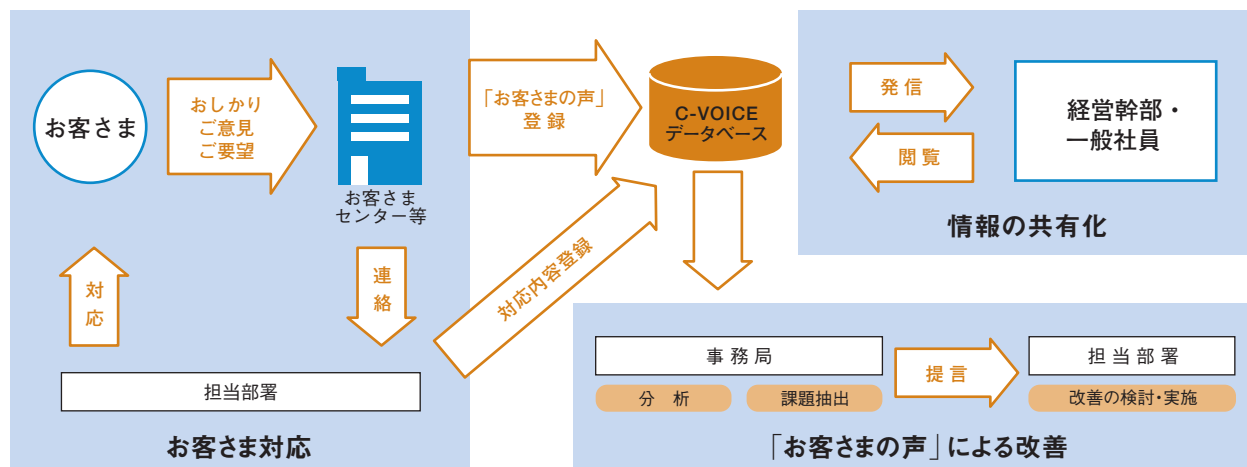 お客さま
おしかり
ご意見
ご要望
お客さま
センター等
連絡
担当部署
対応
お客さま対応
「お客さまの声」
登録
対応内容登録
C-VOICE
データベース
発信
閲覧
経営幹部・
一般社員
情報の共有化
事務局
分析
課題抽出
提言
担当部署
改善の検討・実施
「お客さまの声」による改善